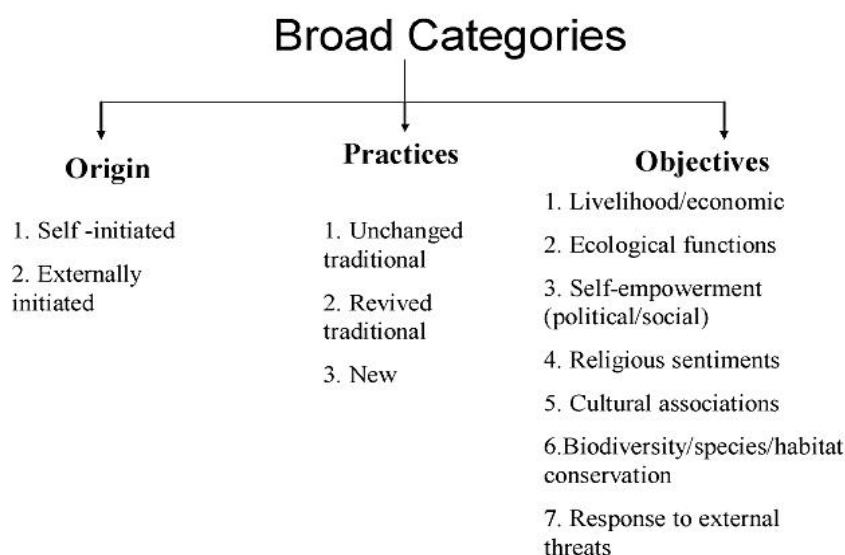 Broad Categories
Origin
1. Self -initiated
2. Externally
initiated
Practices
1. Unchanged
traditional
2. Revived
traditional
3. New
Objectives
1. Livelihood/economic
2. Ecological functions
3. Self-empowerment
(political/social)
4. Religious sentiments
5. Cultural associations
6.Biodiversity/species/habitat
conservation
7. Response to external
threats